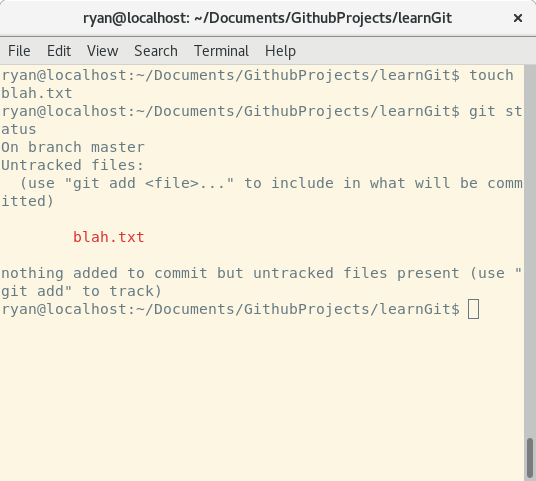 ryan@localhost: ~/Documents/GithubProjects/learnGit
File Edit View Search Terminal Help
ryan@localhost:~/Documents/GithubProjects/learnGit$ touch
blah.txt
ryan@localhost:~/Documents/GithubProjects/learnGit$ git st
atus
On branch master
Untracked files:
  (use "git add <file>..." to include in what will be comm
itted)
        blah.txt
nothing added to commit but untracked files present (use "
git add" to track)
ryan@localhost:~/Documents/GithubProjects/learnGit$